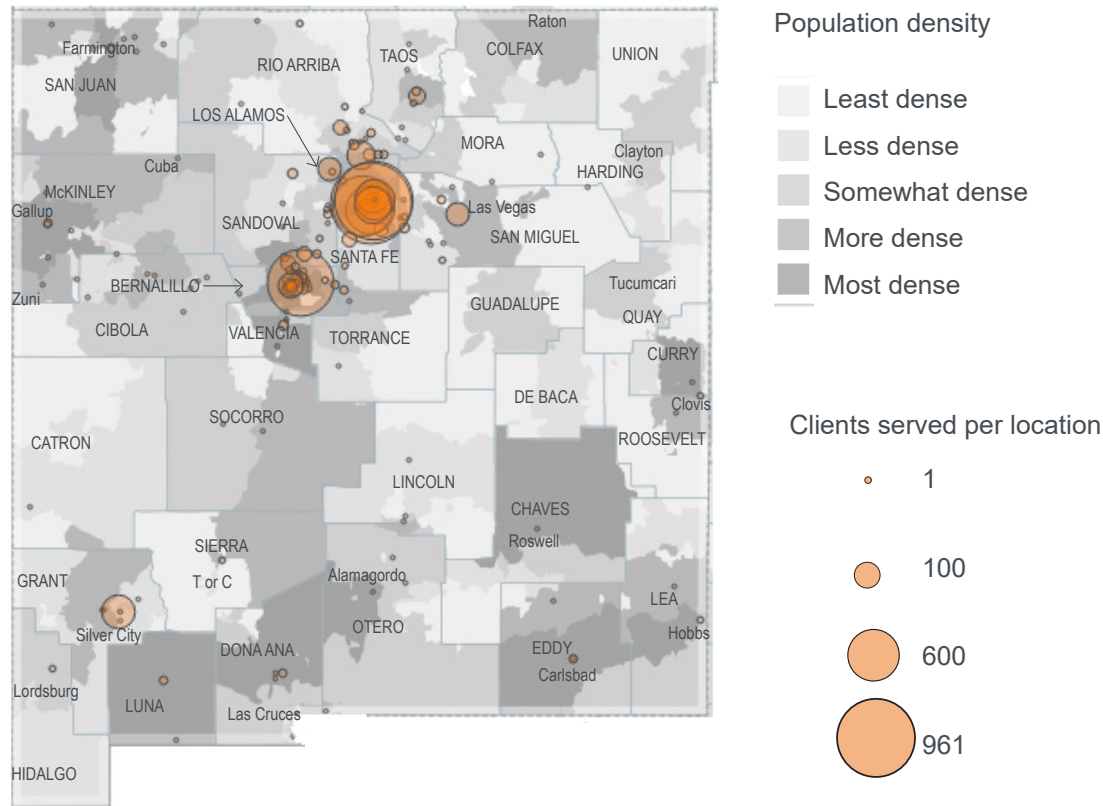 Population density
Least dense
Less dense
Somewhat dense
More dense
Most dense
Clients served per location
1
100
600
961
Raton
Farmington
TAOS
COLFAX
UNION
RIO ARRIBA
SAN JUAN
LOS ALAMOS
MORA
Clayton
Cuba
HARDING
McKINLEY
Gallup
Las Vegas
SANDOVAL
SAN MIGUEL
SANTA FE
BERNALILLO
Tucumcari
Zuni
GUADALUPE
QUAY
CIBOLA
VALENCIA
TORRANCE
CURRY
DE BACA
Clovis
SOCORRO
CATRON
ROOSEVELT
LINCOLN
CHAVES
Roswell
SIERRA
GRANT
T or C
Alamagordo
LEA
OTERO
Hobbs
Silver City
DONA ANA
EDDY
Carlsbad
Lordsburg
LUNA
Las Cruces
HIDALGO